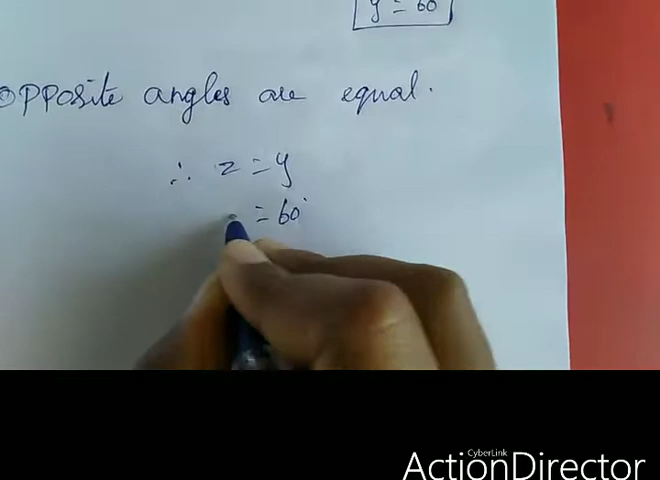 y = 60
Opposite angles are equal.
∴ z = y
= 60°
CyberLink
ActionDirector